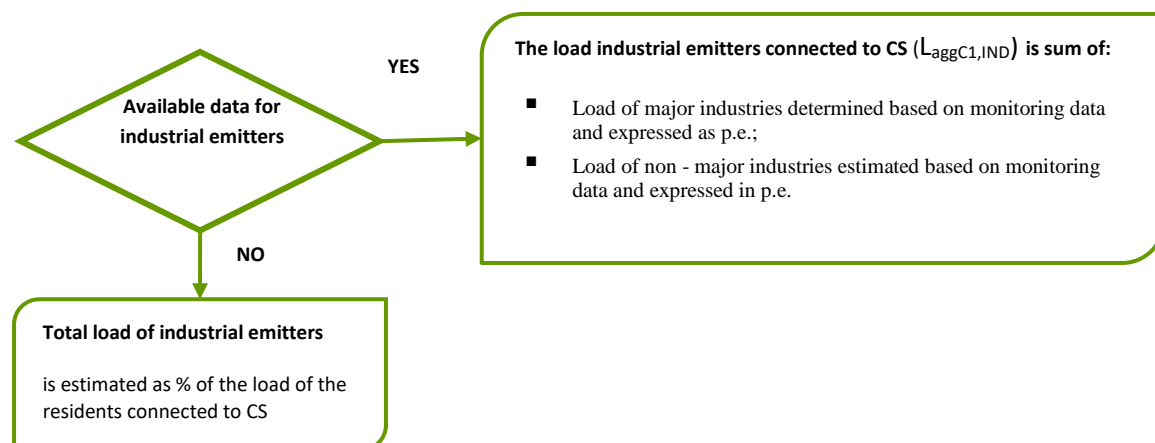 Available data for
industrial emitters
YES
The load industrial emitters connected to CS (LaggC1,IND) is sum of:
▪ Load of major industries determined based on monitoring data
and expressed as p.e.;
▪ Load of non - major industries estimated based on monitoring
data and expressed in p.e.
NO
Total load of industrial emitters
is estimated as % of the load of the
residents connected to CS